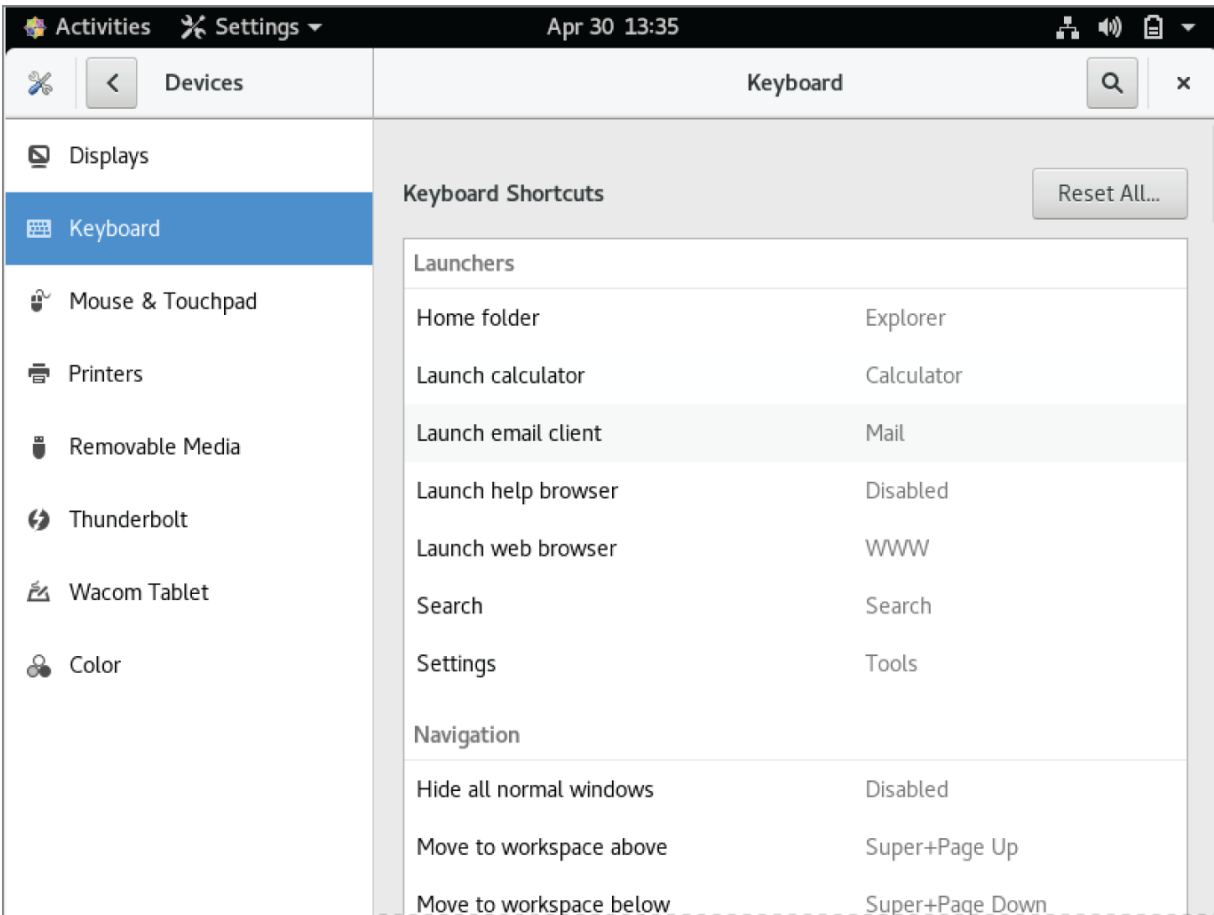 Activities Settings Apr 30 13:35
Devices Keyboard
Displays
Keyboard
Mouse & Touchpad
Printers
Removable Media
Thunderbolt
Wacom Tablet
Color
Keyboard Shortcuts Reset All...
Launchers
Home folder Explorer
Launch calculator Calculator
Launch email client Mail
Launch help browser Disabled
Launch web browser WWW
Search Search
Settings Tools
Navigation
Hide all normal windows Disabled
Move to workspace above Super+Page Up
Move to workspace below Super+Page Down